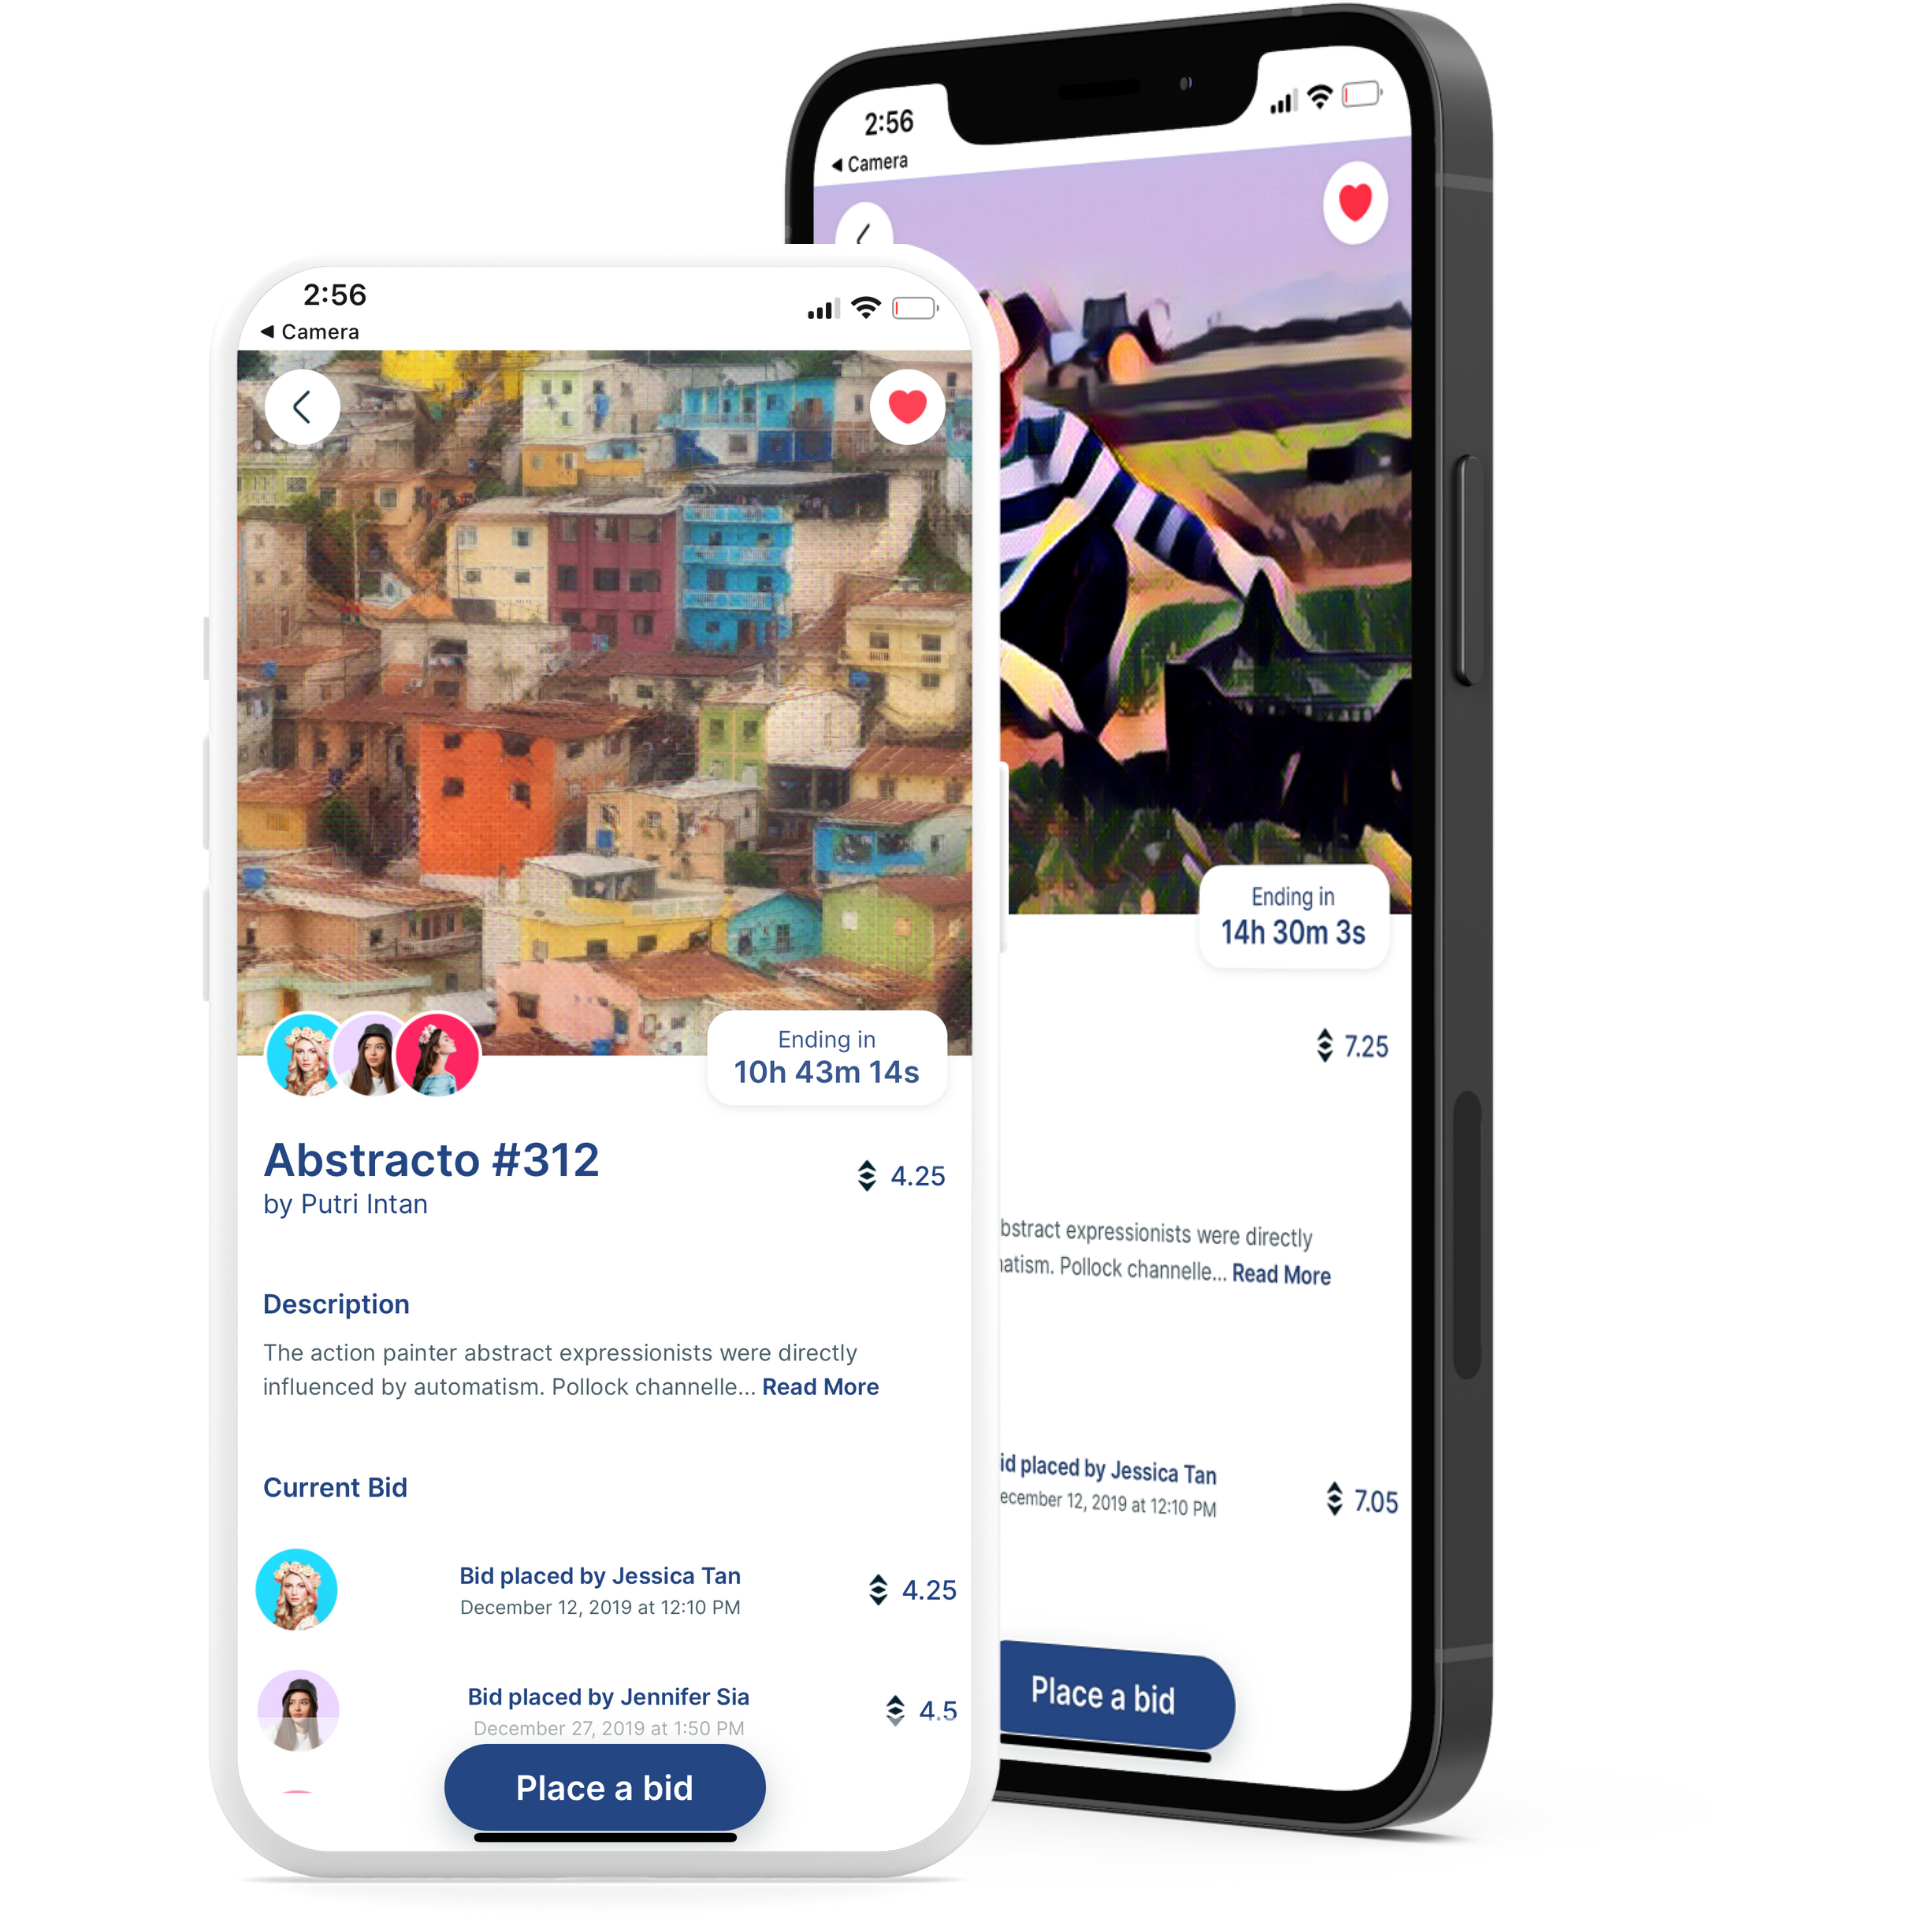 2:56
◀ Camera
Ending in
10h 43m 14s
Abstracto #312
4.25
by Putri Intan
Description
The action painter abstract expressionists were directly
influenced by automatism. Pollock channelle... Read More
Current Bid
Bid placed by Jessica Tan
December 12, 2019 at 12:10 PM
4.25
Bid placed by Jennifer Sia
December 27, 2019 at 1:50 PM
4.5
Place a bid
2:56
◀ Camera
Ending in
14h 30m 3s
7.25
bstract expressionists were directly
atism. Pollock channelle... Read More
id placed by Jessica Tan
ecember 12, 2019 at 12:10 PM
7.05
Place a bid